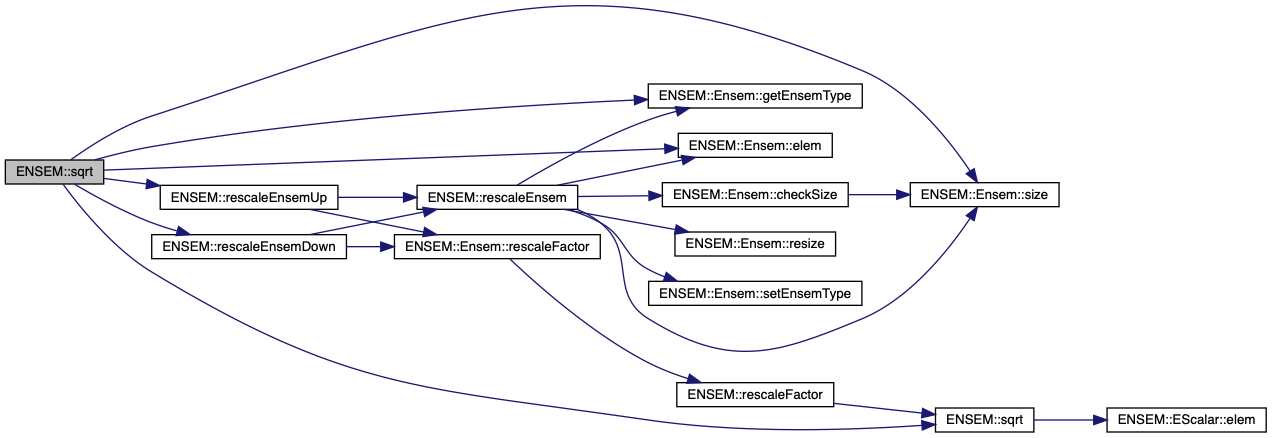 ENSEM::sqrt
ENSEM::rescaleEnsemUp
ENSEM::rescaleEnsemDown
ENSEM::rescaleEnsem
ENSEM::Ensem::rescaleFactor
ENSEM::Ensem::getEnsemType
ENSEM::Ensem::elem
ENSEM::Ensem::checkSize
ENSEM::Ensem::resize
ENSEM::Ensem::setEnsemType
ENSEM::rescaleFactor
ENSEM::Ensem::size
ENSEM::sqrt
ENSEM::EScalar::elem